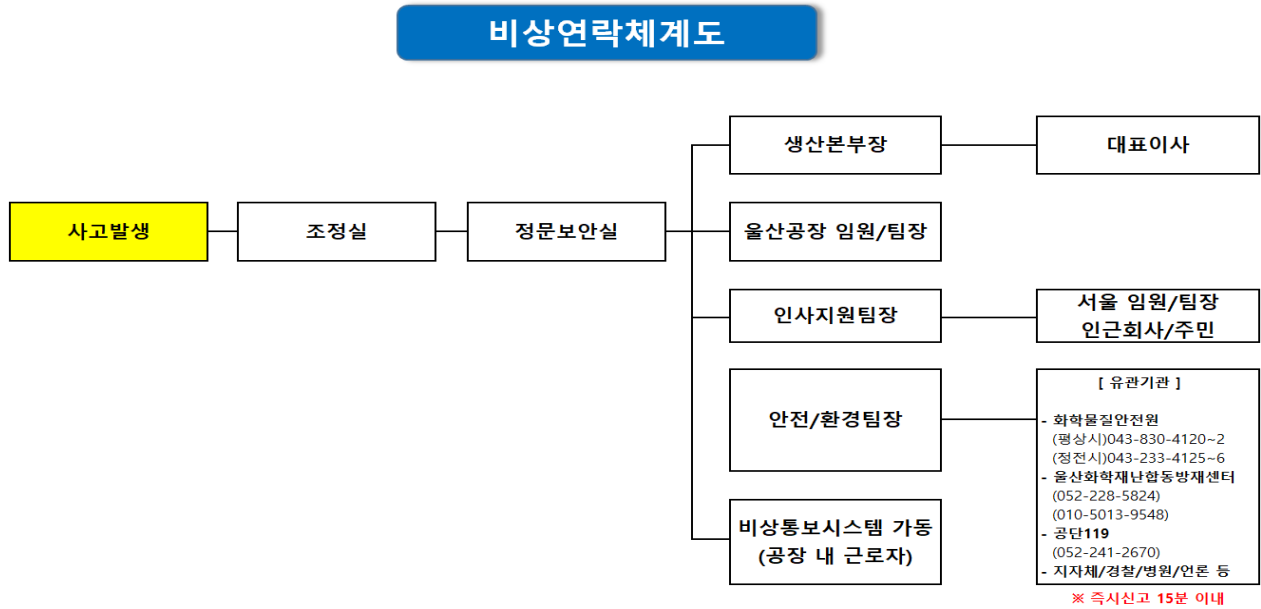 비상연락체계도
사고발생
조정실
정문보안실
생산본부장
대표이사
울산공장 임원/팀장
인사지원팀장
서울 임원/팀장
인근회사/주민
안전/환경팀장
[ 유관기관 ]
- 화학물질안전원
(평상시)043-830-4120~2
(정전시)043-233-4125~6
- 울산화학재난합동방재센터
(052-228-5824)
(010-5013-9548)
- 공단119
(052-241-2670)
- 지자체/경찰/병원/언론 등
비상통보시스템 가동
(공장 내 근로자)
※ 즉시신고 15분 이내